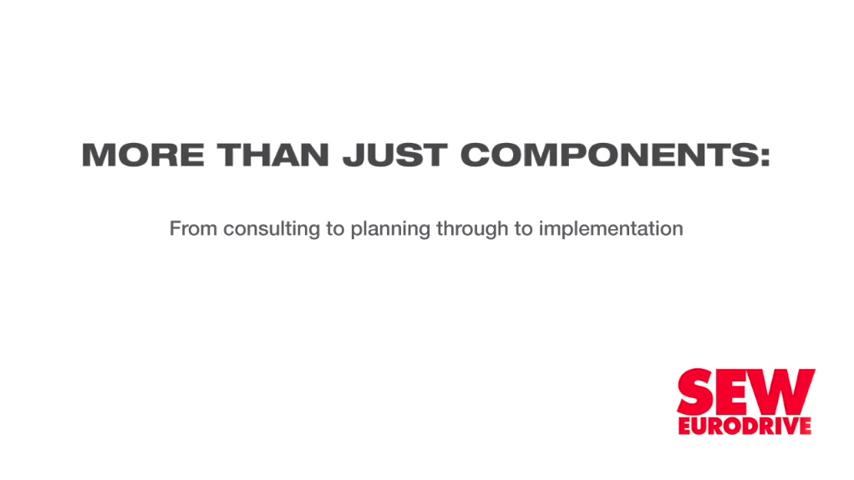 MORE THAN JUST COMPONENTS:
From consulting to planning through to implementation
SEW
EURODRIVE